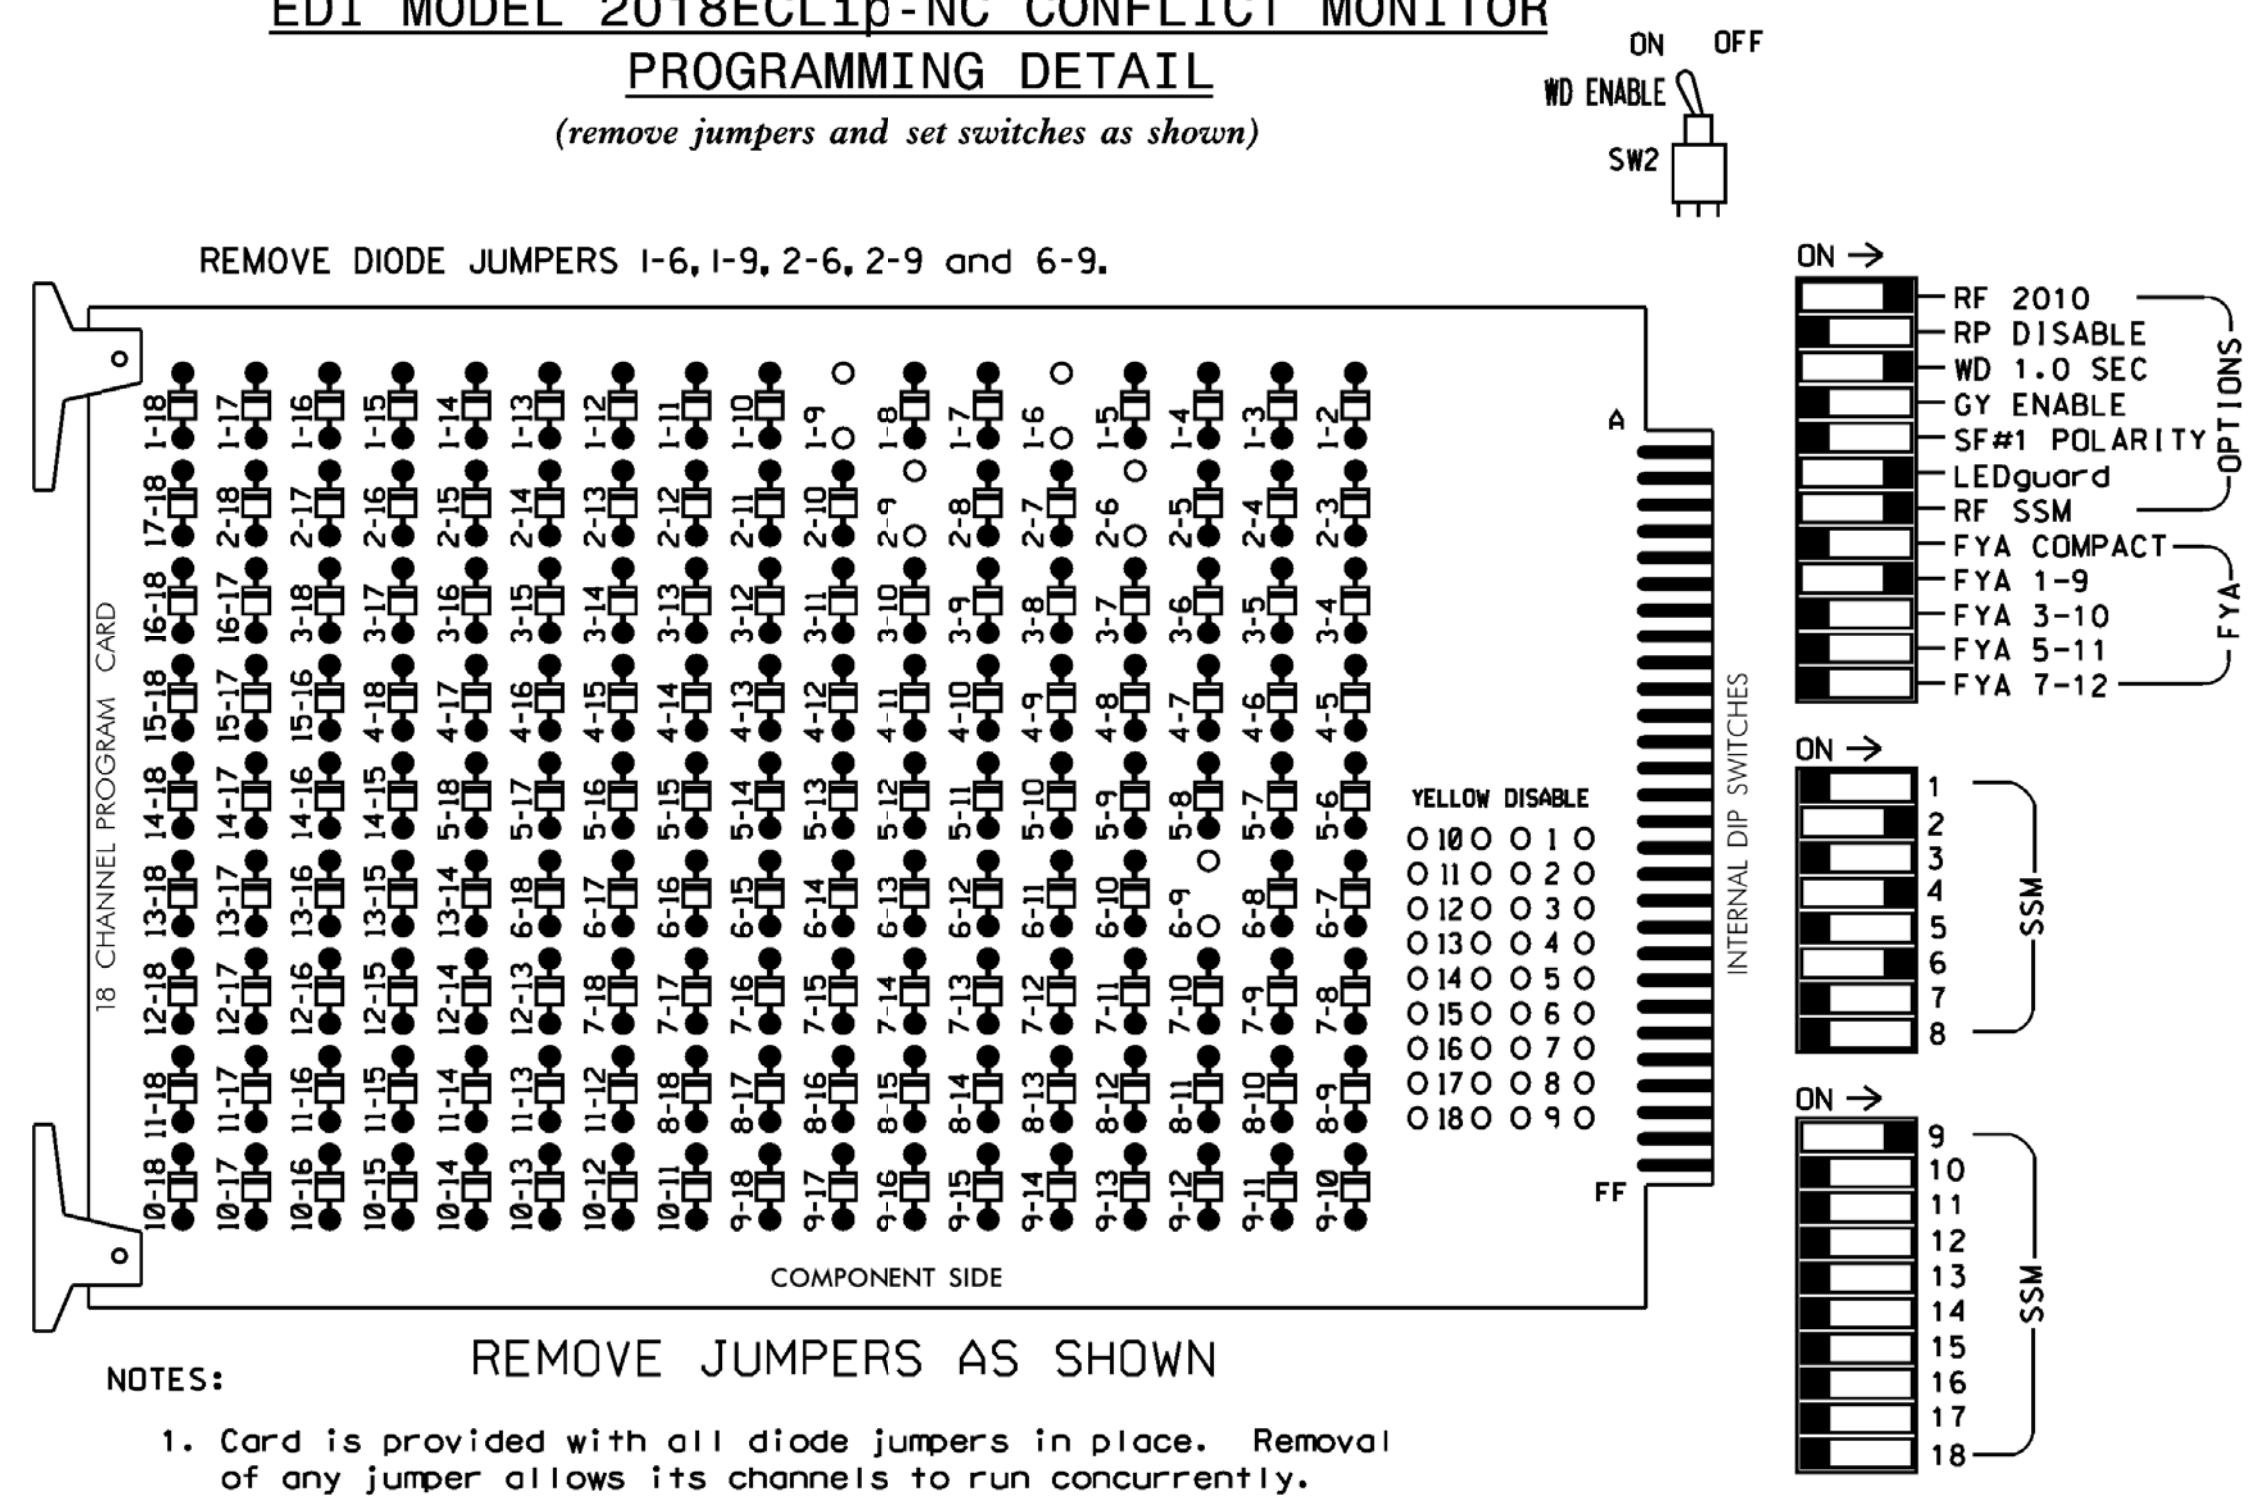 EDI MODEL 2018ECLip-NC CONFLICT MONITOR
PROGRAMMING DETAIL
(remove jumpers and set switches as shown)
ON OFF
WD ENABLE
SW2
REMOVE DIODE JUMPERS 1-6, 1-9, 2-6, 2-9 and 6-9.
18 CHANNEL PROGRAM CARD
1-18 1-17 1-16 1-15 1-14 1-13 1-12 1-11 1-10 1-9 1-8 1-7 1-6 1-5 1-4 1-3 1-2
17-18 2-18 2-17 2-16 2-15 2-14 2-13 2-12 2-11 2-10 2-9 2-8 2-7 2-6 2-5 2-4 2-3
16-18 16-17 3-18 3-17 3-16 3-15 3-14 3-13 3-12 3-11 3-10 3-9 3-8 3-7 3-6 3-5 3-4
15-18 15-17 15-16 4-18 4-17 4-16 4-15 4-14 4-13 4-12 4-11 4-10 4-9 4-8 4-7 4-6 4-5
14-18 14-17 14-16 14-15 5-18 5-17 5-16 5-15 5-14 5-13 5-12 5-11 5-10 5-9 5-8 5-7 5-6
13-18 13-17 13-16 13-15 13-14 6-18 6-17 6-16 6-15 6-14 6-13 6-12 6-11 6-10 6-9 6-8 6-7
12-18 12-17 12-16 12-15 12-14 12-13 7-18 7-17 7-16 7-15 7-14 7-13 7-12 7-11 7-10 7-9 7-8
11-18 11-17 11-16 11-15 11-14 11-13 11-12 8-18 8-17 8-16 8-15 8-14 8-13 8-12 8-11 8-10 8-9
10-18 10-17 10-16 10-15 10-14 10-13 10-12 10-11 9-18 9-17 9-16 9-15 9-14 9-13 9-12 9-11 9-10
A
YELLOW DISABLE
10 1
11 2
12 3
13 4
14 5
15 6
16 7
17 8
18 9
FF
COMPONENT SIDE
INTERNAL DIP SWITCHES
ON
RF 2010
RP DISABLE
WD 1.0 SEC
GY ENABLE
SF#1 POLARITY
LEDguard
RF SSM
OPTIONS
FYA COMPACT
FYA 1-9
FYA 3-10
FYA 5-11
FYA 7-12
FYA
ON
1
2
3
4
5
6
7
8
SSM
ON
9
10
11
12
13
14
15
16
17
18
SSM
REMOVE JUMPERS AS SHOWN
NOTES:
1. Card is provided with all diode jumpers in place. Removal
of any jumper allows its channels to run concurrently.